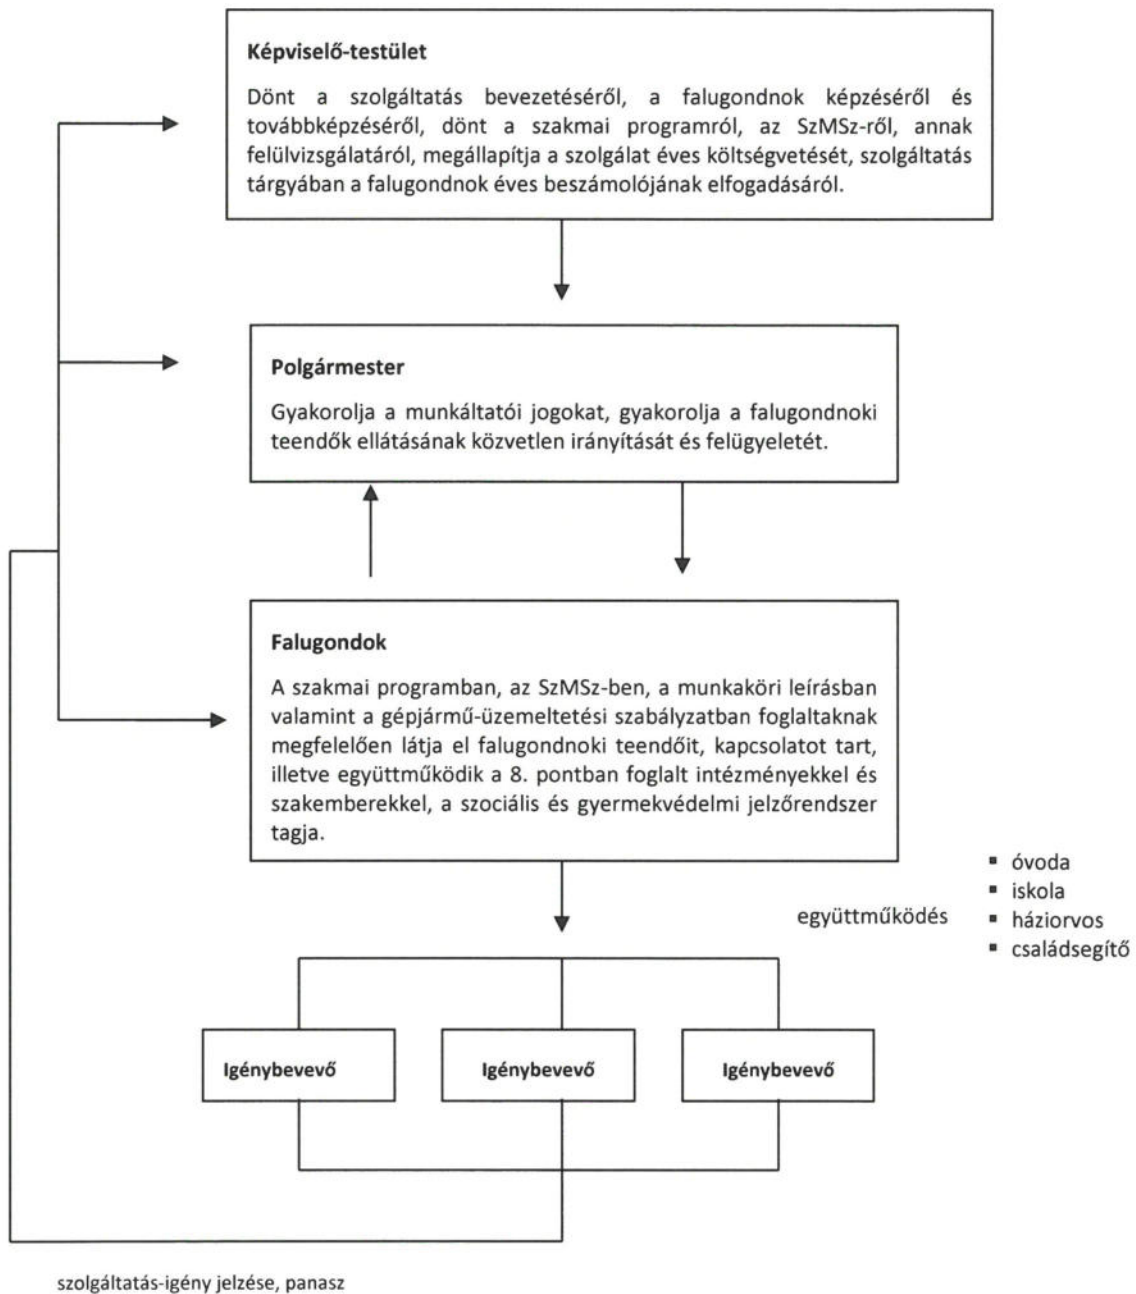 Képviselő-testület
Dönt a szolgáltatás bevezetéséről, a falugondnok képzéséről és
továbbképzéséről, dönt a szakmai programról, az SzMSz-ről, annak
felülvizsgálatáról, megállapítja a szolgálat éves költségvetését, szolgáltatás
tárgyában a falugondnok éves beszámolójának elfogadásáról.
Polgármester
Gyakorolja a munkáltatói jogokat, gyakorolja a falugondnoki
teendők ellátásának közvetlen irányítását és felügyeletét.
Falugondok
A szakmai programban, az SzMSz-ben, a munkaköri leírásban
valamint a gépjármű-üzemeltetési szabályzatban foglaltaknak
megfelelően látja el falugondnoki teendőit, kapcsolatot tart,
illetve együttműködik a 8. pontban foglalt intézményekkel és
szakemberekkel, a szociális és gyermekvédelmi jelzőrendszer
tagja.
együttműködés
▪ óvoda
▪ iskola
▪ háziorvos
▪ családsegítő
Igénybevevő
Igénybevevő
Igénybevevő
szolgáltatás-igény jelzése, panasz